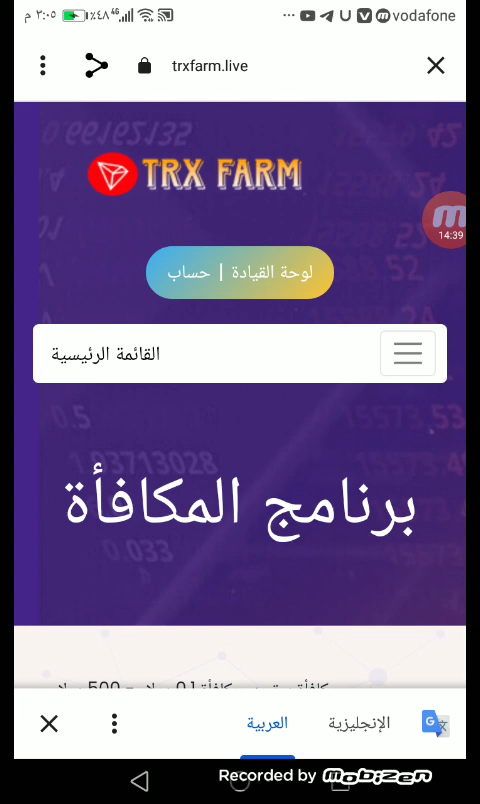 ٣:٠٥ م ٤٨٪ 4G vodafone
trxfarm.live
TRX FARM
14:39
لوحة القيادة | حساب
القائمة الرئيسية
برنامج المكافأة
العربية الإنجليزية
Recorded by Mobizen